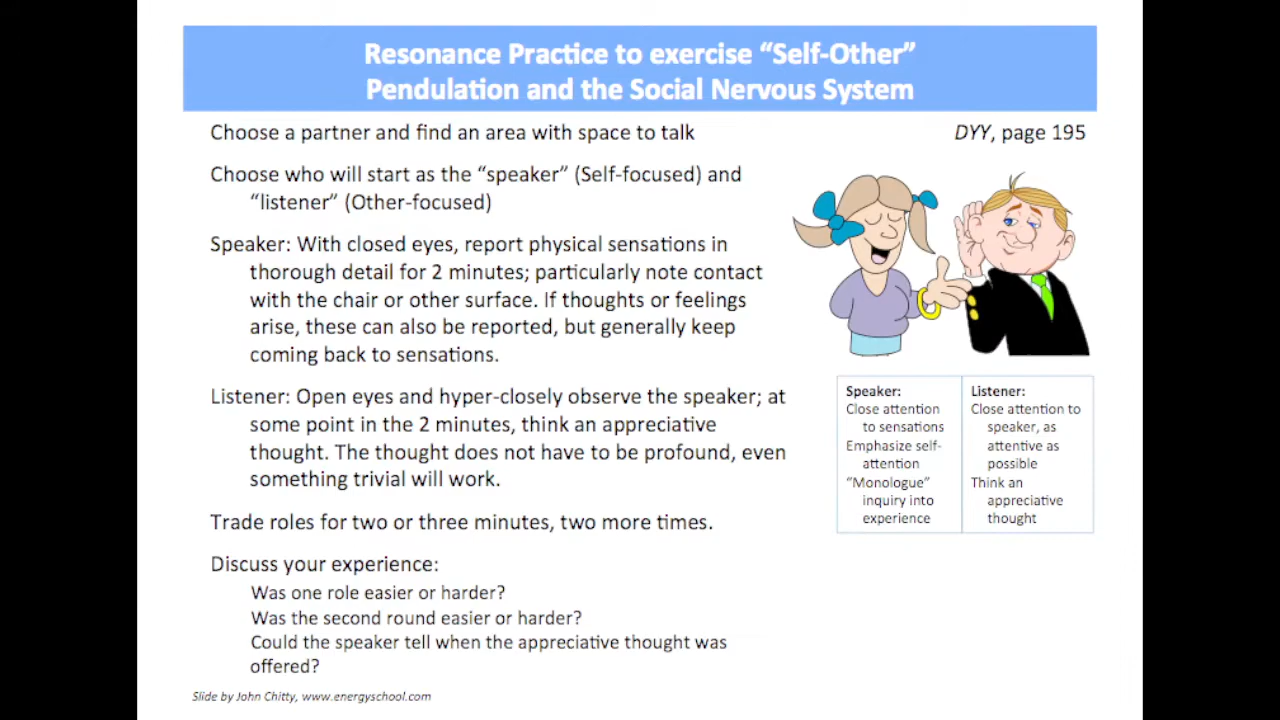 Resonance Practice to exercise “Self-Other”
Pendulation and the Social Nervous System
Choose a partner and find an area with space to talk
DYY, page 195
Choose who will start as the “speaker” (Self-focused) and
“listener” (Other-focused)
Speaker: With closed eyes, report physical sensations in
thorough detail for 2 minutes; particularly note contact
with the chair or other surface. If thoughts or feelings
arise, these can also be reported, but generally keep
coming back to sensations.
Listener: Open eyes and hyper-closely observe the speaker; at
some point in the 2 minutes, think an appreciative
thought. The thought does not have to be profound, even
something trivial will work.
Trade roles for two or three minutes, two more times.
Discuss your experience:
Was one role easier or harder?
Was the second round easier or harder?
Could the speaker tell when the appreciative thought was
offered?
Speaker:
Close attention
to sensations
Emphasize self-
attention
“Monologue”
inquiry into
experience
Listener:
Close attention to
speaker, as
attentive as
possible
Think an
appreciative
thought
Slide by John Chitty, www.energyschool.com